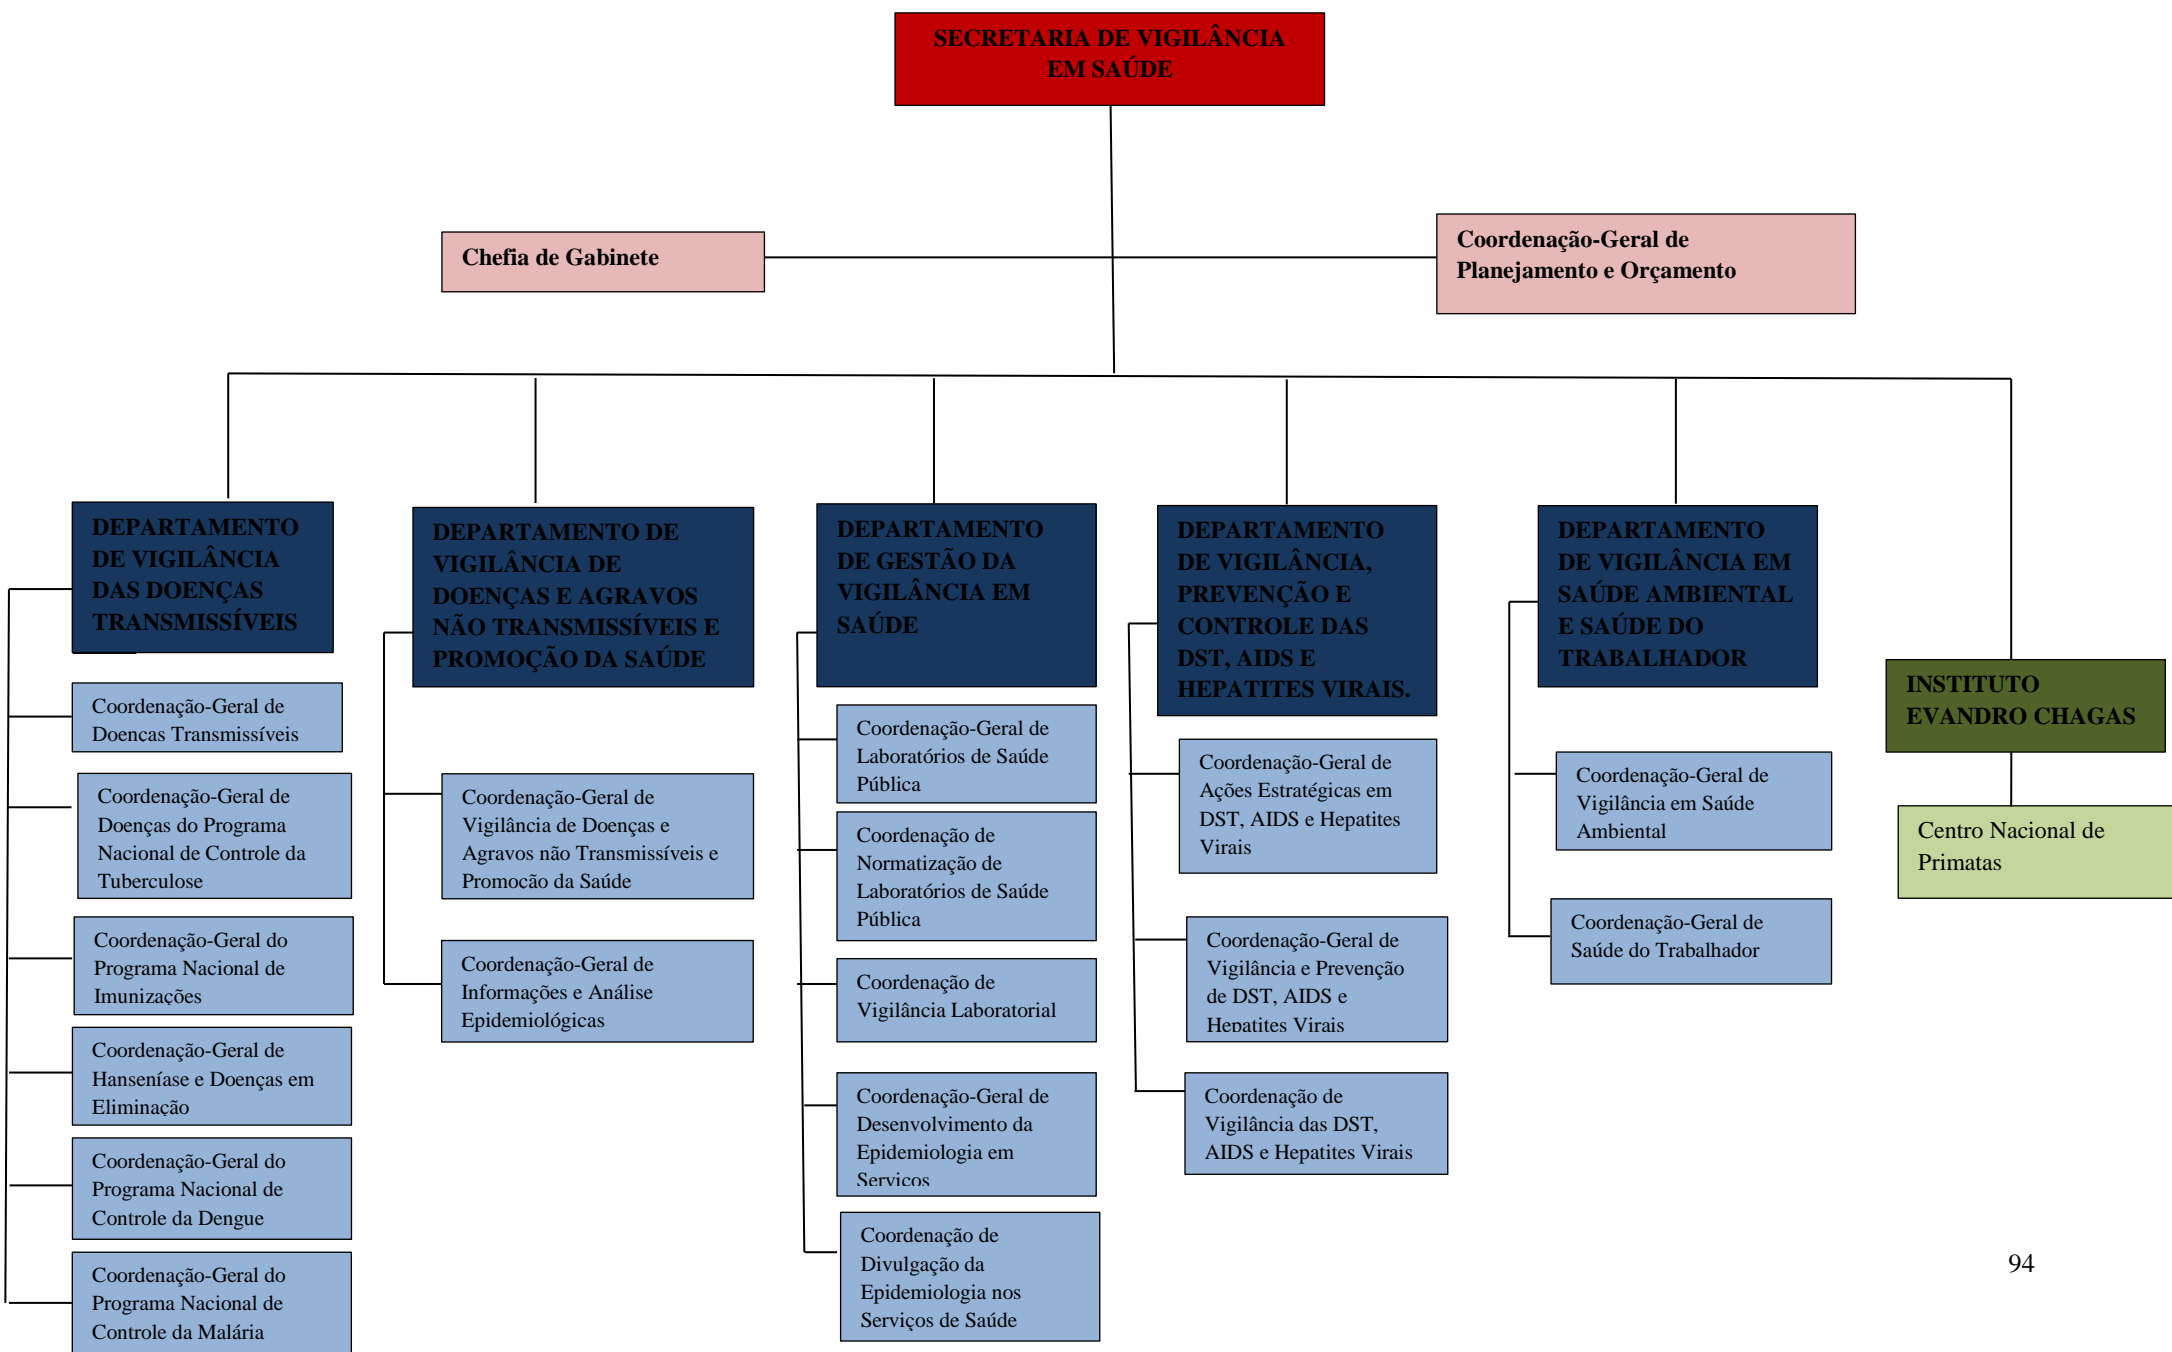 SECRETARIA DE VIGILÂNCIA
EM SAÚDE
Chefia de Gabinete
Coordenação-Geral de
Planejamento e Orçamento
DEPARTAMENTO
DE VIGILÂNCIA
DAS DOENÇAS
TRANSMISSÍVEIS
Coordenação-Geral de
Doenças Transmissíveis
Coordenação-Geral de
Doenças do Programa
Nacional de Controle da
Tuberculose
Coordenação-Geral do
Programa Nacional de
Imunizações
Coordenação-Geral de
Hanseníase e Doenças em
Eliminação
Coordenação-Geral do
Programa Nacional de
Controle da Dengue
Coordenação-Geral do
Programa Nacional de
Controle da Malária
DEPARTAMENTO DE
VIGILÂNCIA DE
DOENÇAS E AGRAVOS
NÃO TRANSMISSÍVEIS E
PROMOÇÃO DA SAÚDE
Coordenação-Geral de
Vigilância de Doenças e
Agravos não Transmissíveis e
Promoção da Saúde
Coordenação-Geral de
Informações e Análise
Epidemiológicas
DEPARTAMENTO
DE GESTÃO DA
VIGILÂNCIA EM
SAÚDE
Coordenação-Geral de
Laboratórios de Saúde
Pública
Coordenação de
Normatização de
Laboratórios de Saúde
Pública
Coordenação de
Vigilância Laboratorial
Coordenação-Geral de
Desenvolvimento da
Epidemiologia em
Serviços
Coordenação de
Divulgação da
Epidemiologia nos
Serviços de Saúde
DEPARTAMENTO
DE VIGILÂNCIA,
PREVENÇÃO E
CONTROLE DAS
DST, AIDS E
HEPATITES VIRAIS.
Coordenação-Geral de
Ações Estratégicas em
DST, AIDS e Hepatites
Virais
Coordenação-Geral de
Vigilância e Prevenção
de DST, AIDS e
Hepatites Virais
Coordenação de
Vigilância das DST,
AIDS e Hepatites Virais
DEPARTAMENTO
DE VIGILÂNCIA EM
SAÚDE AMBIENTAL
E SAÚDE DO
TRABALHADOR
Coordenação-Geral de
Vigilância em Saúde
Ambiental
Coordenação-Geral de
Saúde do Trabalhador
INSTITUTO
EVANDRO CHAGAS
Centro Nacional de
Primatas
94